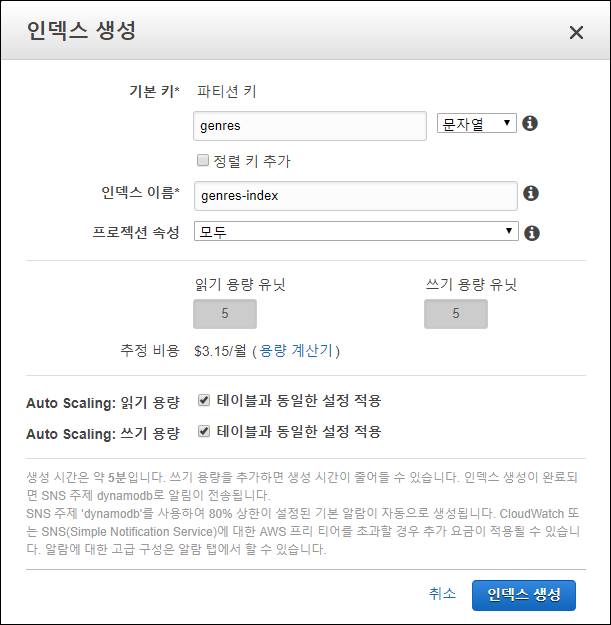 인덱스 생성
기본 키* 파티션 키
genres 문자열
정렬 키 추가
인덱스 이름* genres-index
프로젝션 속성 모두
읽기 용량 유닛 쓰기 용량 유닛
5 5
추정 비용 $3.15/월 (용량 계산기)
Auto Scaling: 읽기 용량 테이블과 동일한 설정 적용
Auto Scaling: 쓰기 용량 테이블과 동일한 설정 적용
생성 시간은 약 5분입니다. 쓰기 용량을 추가하면 생성 시간이 줄어들 수 있습니다. 인덱스 생성이 완료되
면 SNS 주제 dynamodb로 알림이 전송됩니다.
SNS 주제 'dynamodb'를 사용하여 80% 상한이 설정된 기본 알람이 자동으로 생성됩니다. CloudWatch 또
는 SNS(Simple Notification Service)에 대한 AWS 프리 티어를 초과할 경우 추가 요금이 적용될 수 있습니
다. 알람에 대한 고급 구성은 알람 탭에서 할 수 있습니다.
취소 인덱스 생성